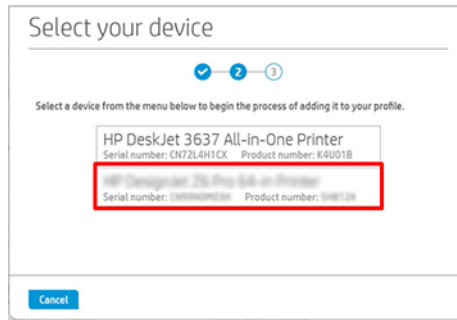 Select your device
2
3
Select a device from the menu below to begin the process of adding it to your profile.
HP DeskJet 3637 All-in-One Printer
Serial number: CN72L4H1CX Product number: K4U01B
Serial number: Product number:
Cancel